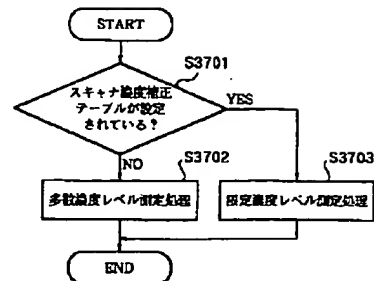 START
S3701
スキャナ濃度補正
テーブルが設定
されている?
YES
NO
S3702
S3703
多数濃度レベル測定処理
限定濃度レベル測定処理
END